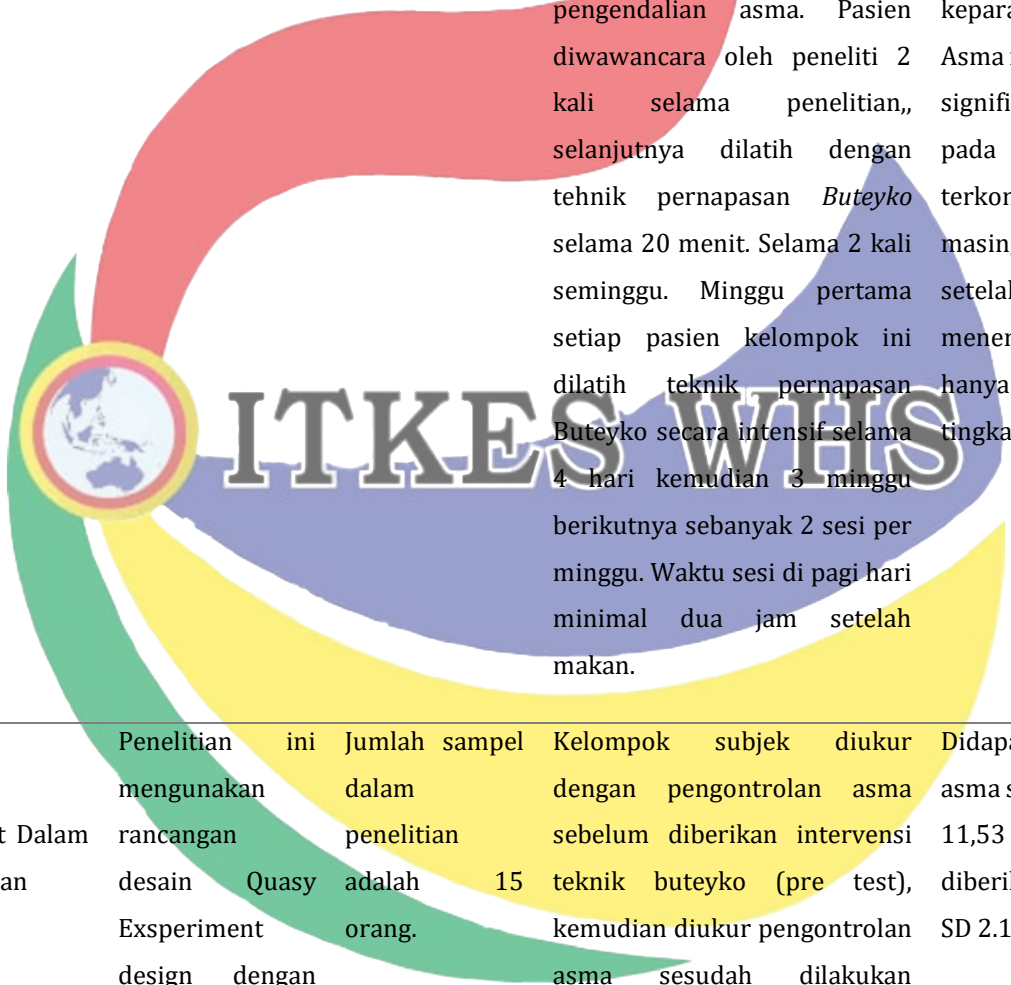 pengendalian asma. Pasien
diwawancara oleh peneliti 2
kali selama penelitian,,
selanjutnya dilatih dengan
tehnik pernapasan Buteyko
selama 20 menit. Selama 2 kali
seminggu. Minggu pertama
setiap pasien kelompok ini
dilatih teknik pernapasan
Buteyko secara intensif selama
4 hari kemudian 3 minggu
berikutnya sebanyak 2 sesi per
minggu. Waktu sesi di pagi hari
minimal dua jam setelah
makan.
kepara
Asma
signifi
pada
terkon
masing
setelah
mener
hanya
tingka
ITKES WHS
t Dalam
an
Penelitian ini
mengunakan
rancangan
desain Quasy
Exsperiment
design dengan
Jumlah sampel
dalam
penelitian
adalah 15
orang.
Kelompok subjek diukur
dengan pengontrolan asma
sebelum diberikan intervensi
teknik buteyko (pre test),
kemudian diukur pengontrolan
asma sesudah dilakukan
Didapa
asma s
11,53
diberil
SD 2.1